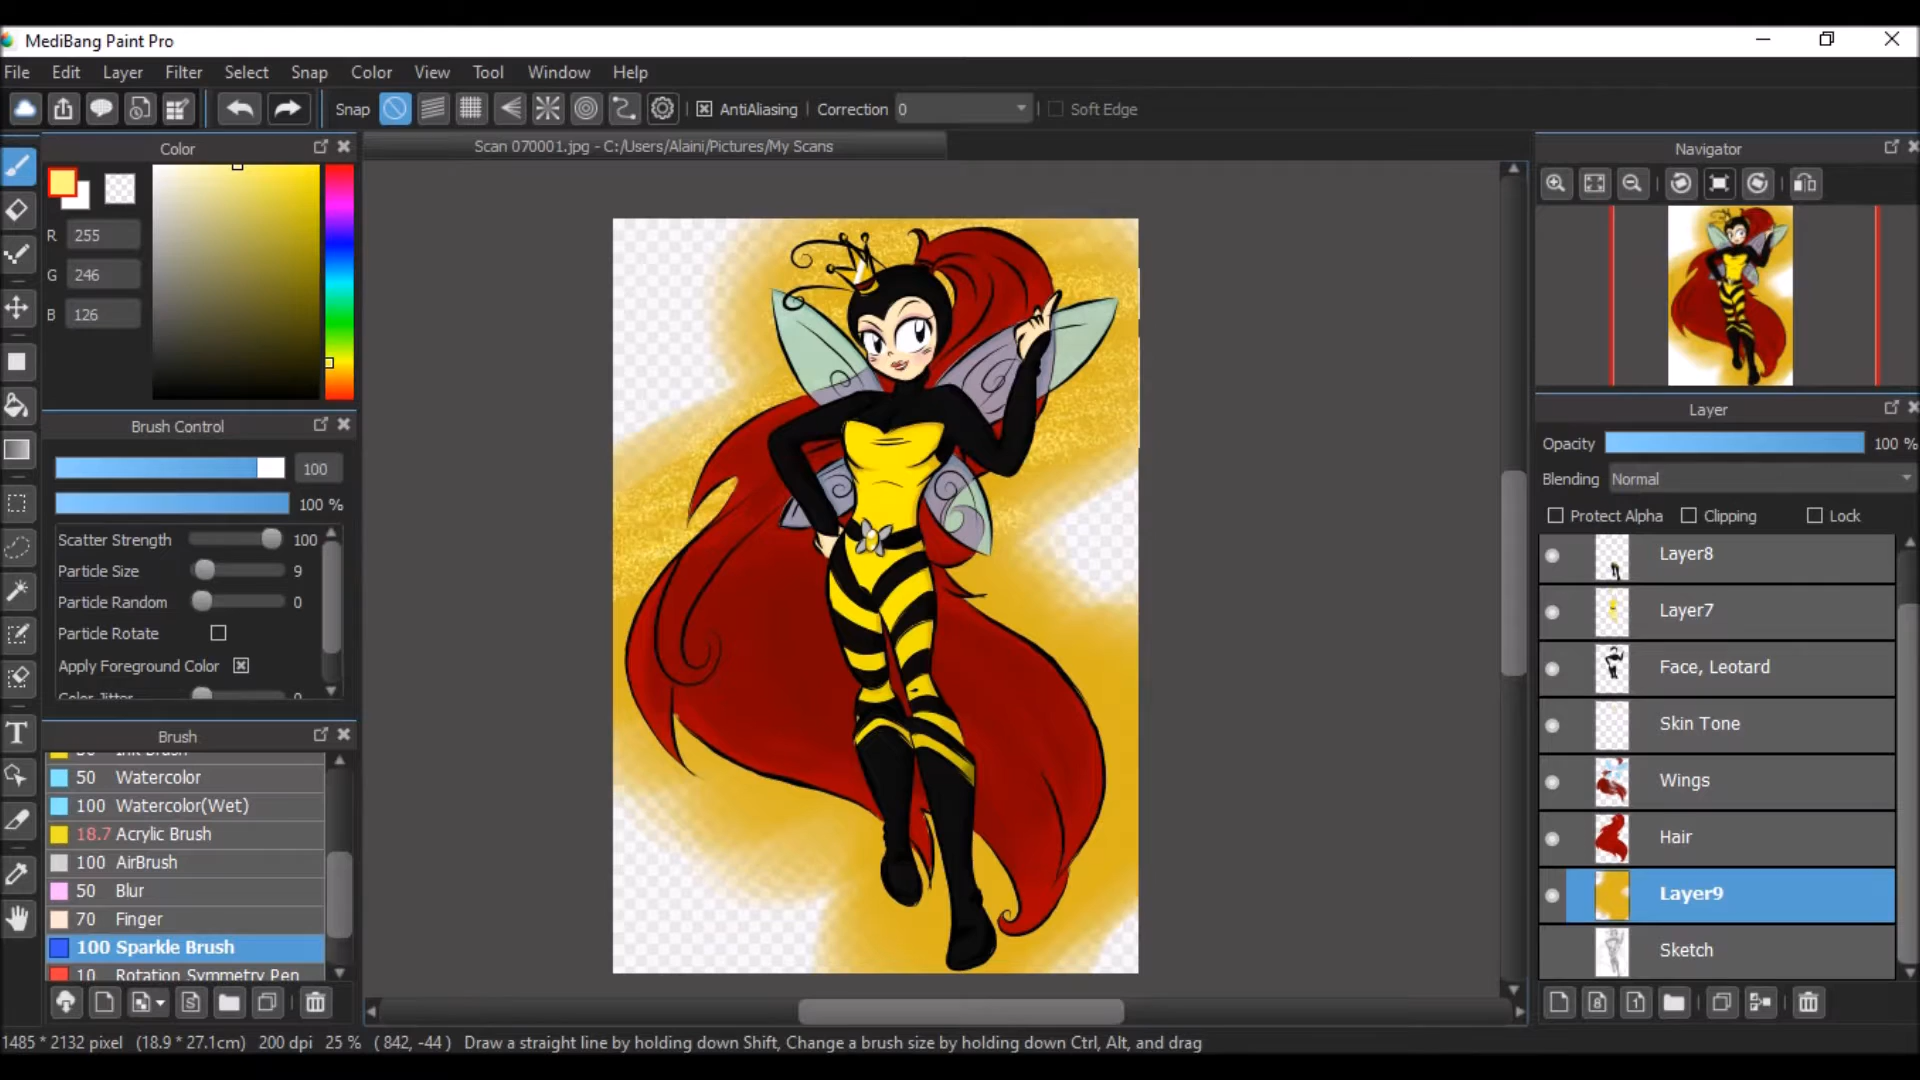 MediBang Paint Pro
File Edit Layer Filter Select Snap Color View Tool Window Help
Snap AntiAliasing Correction 0 Soft Edge
Color
Scan 070001.jpg - C:/Users/Alaini/Pictures/My Scans
Navigator
R 255
G 246
B 126
Brush Control
100
100 %
Scatter Strength 100
Particle Size 9
Particle Random 0
Particle Rotate
Apply Foreground Color
Color Jitter 0
Brush
Ink Brush
50 Watercolor
100 Watercolor(Wet)
18.7 Acrylic Brush
100 AirBrush
50 Blur
70 Finger
100 Sparkle Brush
10 Rotation Symmetry Pen
Layer
Opacity 100 %
Blending Normal
Protect Alpha Clipping Lock
Layer8
Layer7
Face, Leotard
Skin Tone
Wings
Hair
Layer9
Sketch
1485 * 2132 pixel (18.9 * 27.1cm) 200 dpi 25 % ( 842, -44 ) Draw a straight line by holding down Shift, Change a brush size by holding down Ctrl, Alt, and drag